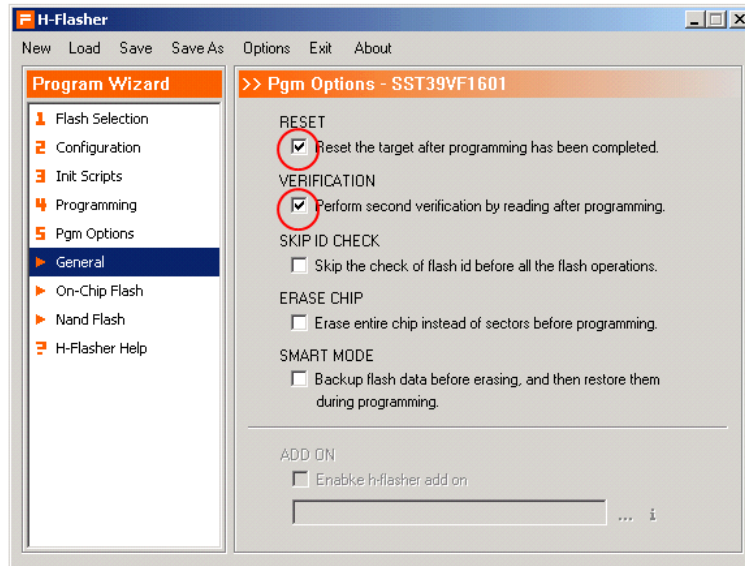 H-Flasher
New Load Save Save As Options Exit About
Program Wizard
1 Flash Selection
2 Configuration
3 Init Scripts
4 Programming
5 Pgm Options
General
On-Chip Flash
Nand Flash
? H-Flasher Help
>> Pgm Options - SST39VF1601
RESET
Reset the target after programming has been completed.
VERIFICATION
Perform second verification by reading after programming.
SKIP ID CHECK
Skip the check of flash id before all the flash operations.
ERASE CHIP
Erase entire chip instead of sectors before programming.
SMART MODE
Backup flash data before erasing, and then restore them
during programming.
ADD ON
Enabke h-flasher add on
... i